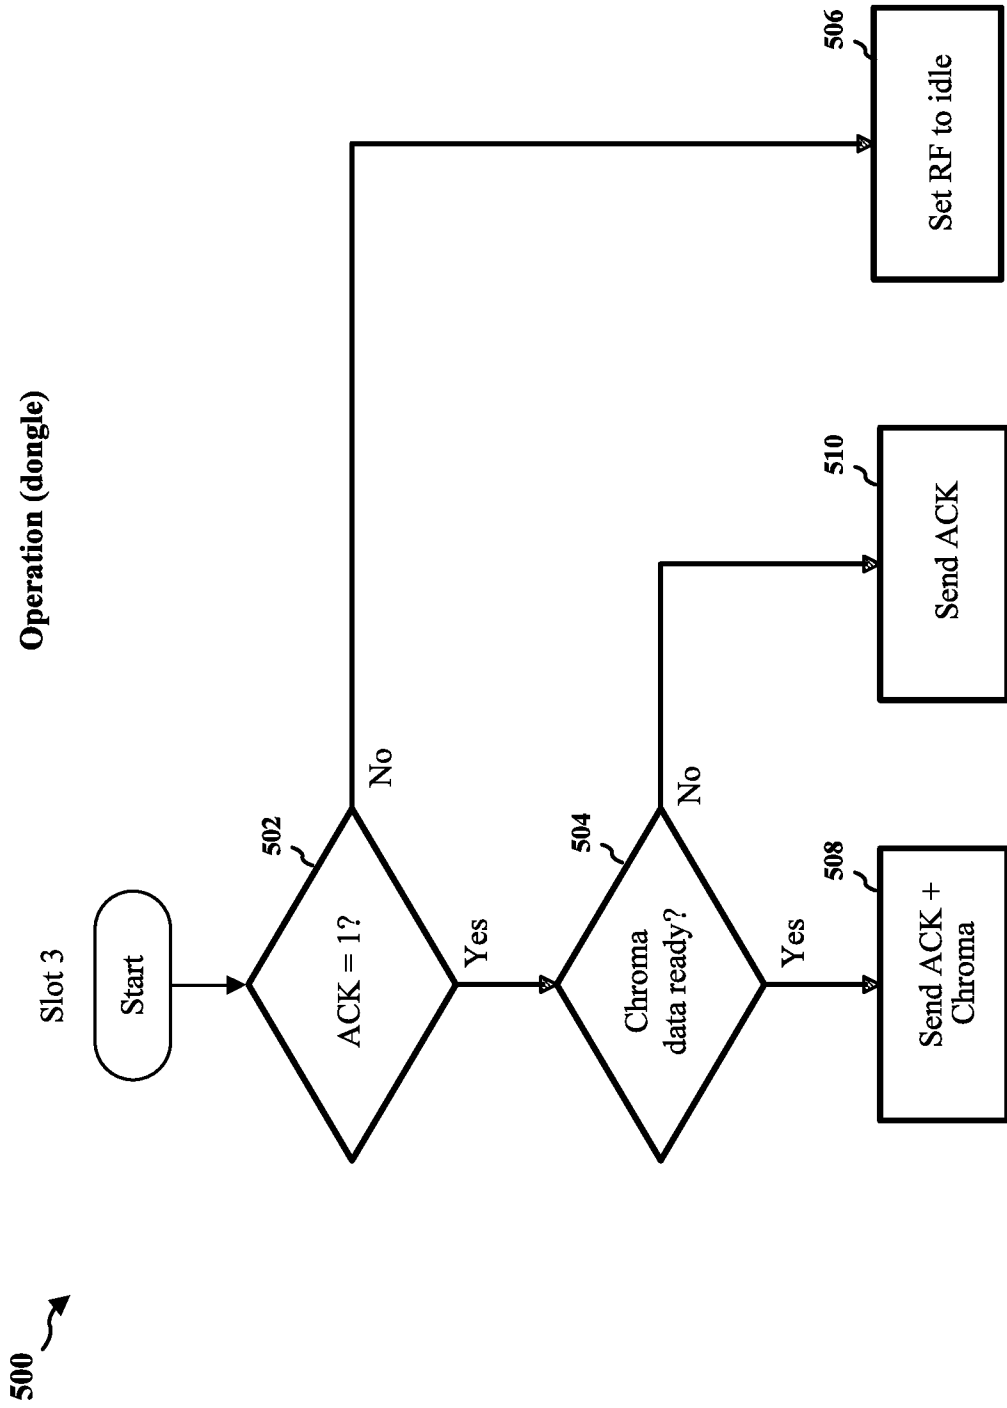 500
Operation (dongle)
Slot 3
Start
502
ACK = 1?
No
Yes
504
Chroma
data ready?
No
Yes
508
Send ACK +
Chroma
510
Send ACK
506
Set RF to idle